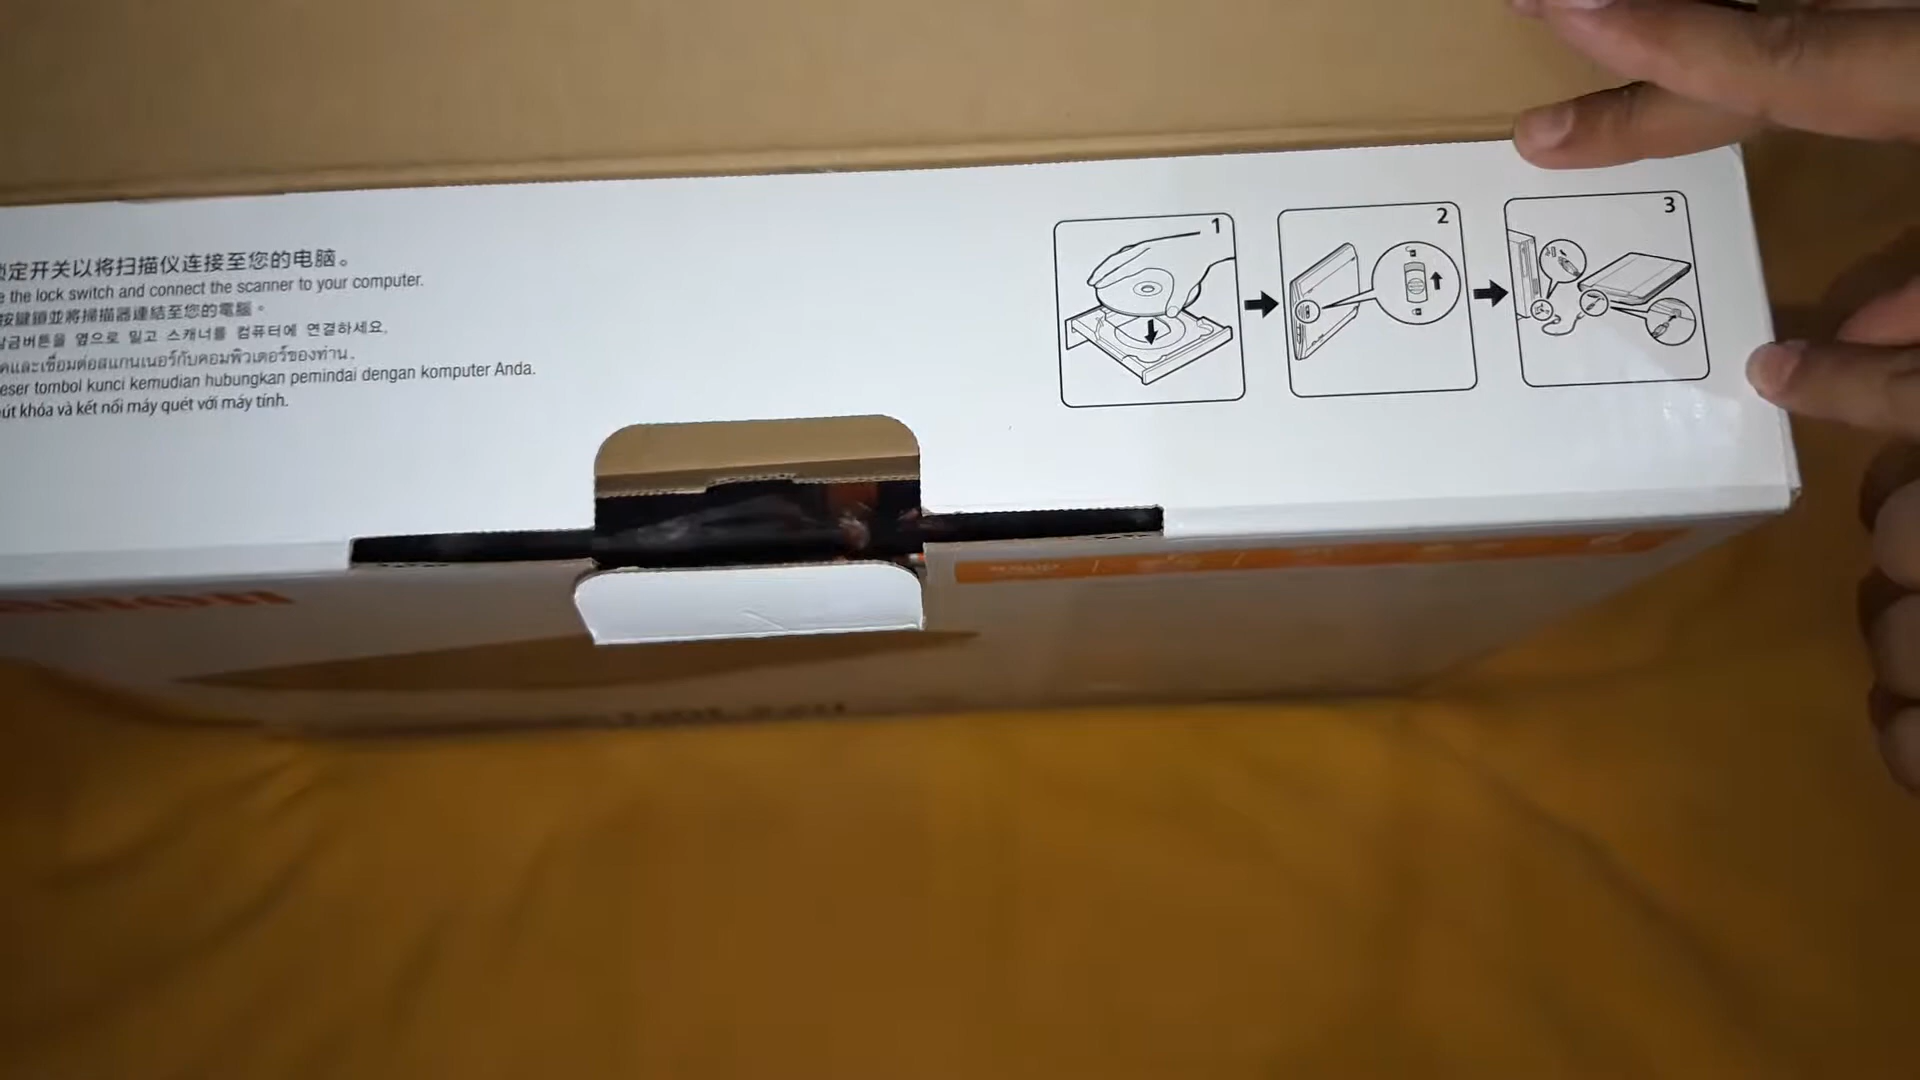 定开关以将扫描仪连接至您的电脑。
the lock switch and connect the scanner to your computer.
按鍵鎖並將掃描器連結至您的電腦。
금버튼을 옆으로 밀고 스캐너를 컴퓨터에 연결하세요.
และเชื่อมต่อสแกนเนอร์กับคอมพิวเตอร์ของท่าน.
eser tombol kunci kemudian hubungkan pemindai dengan komputer Anda.
út khóa và kết nối máy quét với máy tính.
1
2
3